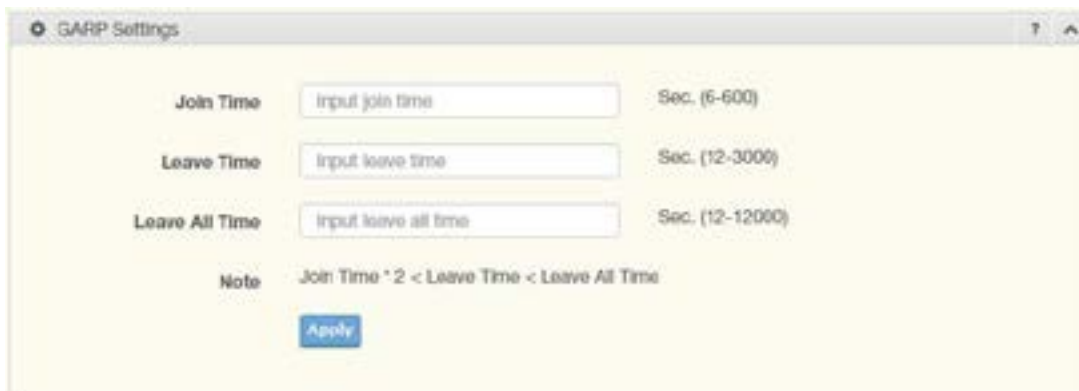 GARP Settings ?
Join Time Input join time Sec. (6-600)
Leave Time Input leave time Sec. (12-3000)
Leave All Time Input leave all time Sec. (12-12000)
Note Join Time * 2 < Leave Time < Leave All Time
Apply